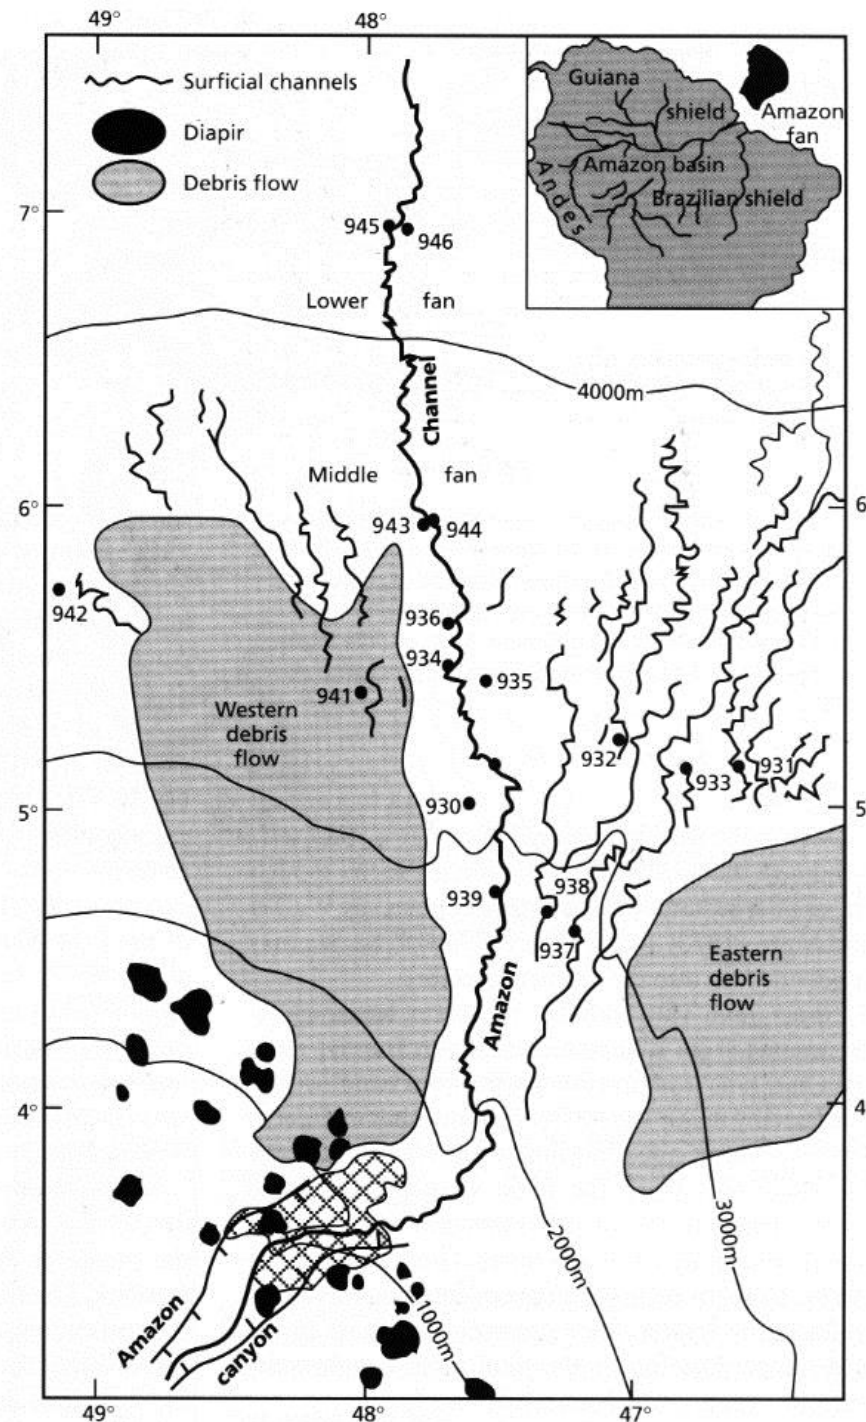 49°
48°
Surficial channels
Diapir
Debris flow
Guiana
shield
Amazon
fan
Amazon basin
Andes
Brazilian shield
7°
945
946
Lower fan
4000m
Channel
Middle fan
6°
6
943
944
942
936
934
935
941
Western
debris
flow
932
933
931
5°
5
930
939
938
937
Eastern
debris
flow
Amazon
4°
4
3000m
2000m
1000m
Amazon
canyon
49
48
47°